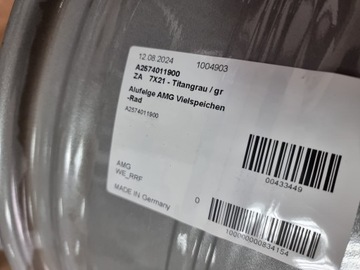 12.08.2024 1004903
A2574011900
ZA 7X21 - Titangrau / gr
Alufelge AMG Vielspeichen
-Rad
A2574011900
00433449
AMG
WE_RRF
MADE IN Germany
0
10000000000834154